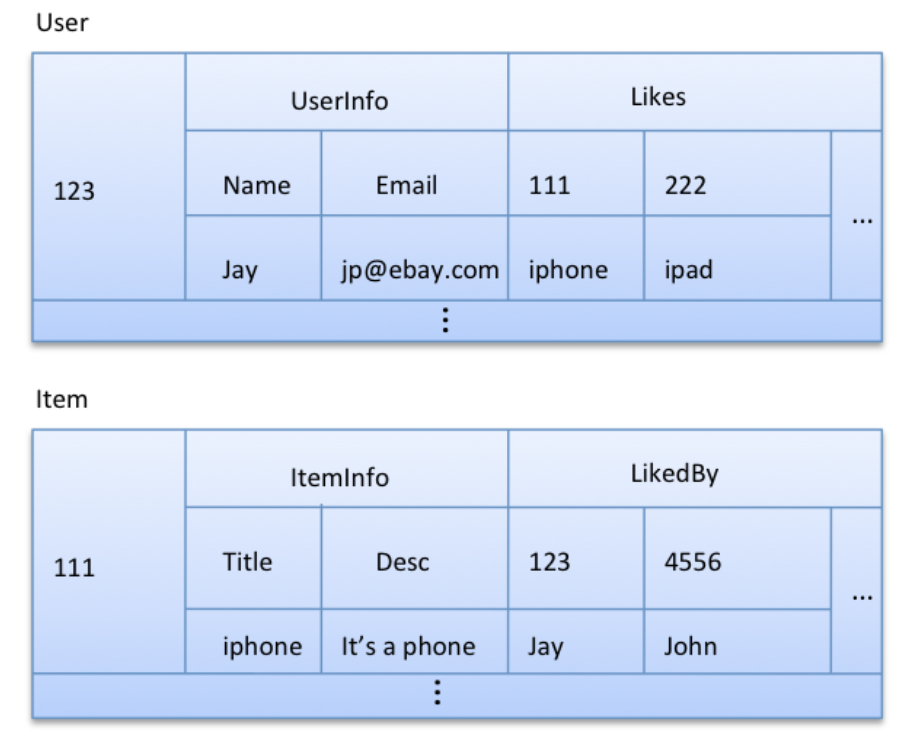 User
UserInfo Likes
123 Name Email 111 222 ...
Jay jp@ebay.com iphone ipad
⋮
Item
ItemInfo LikedBy
111 Title Desc 123 4556 ...
iphone It's a phone Jay John
⋮